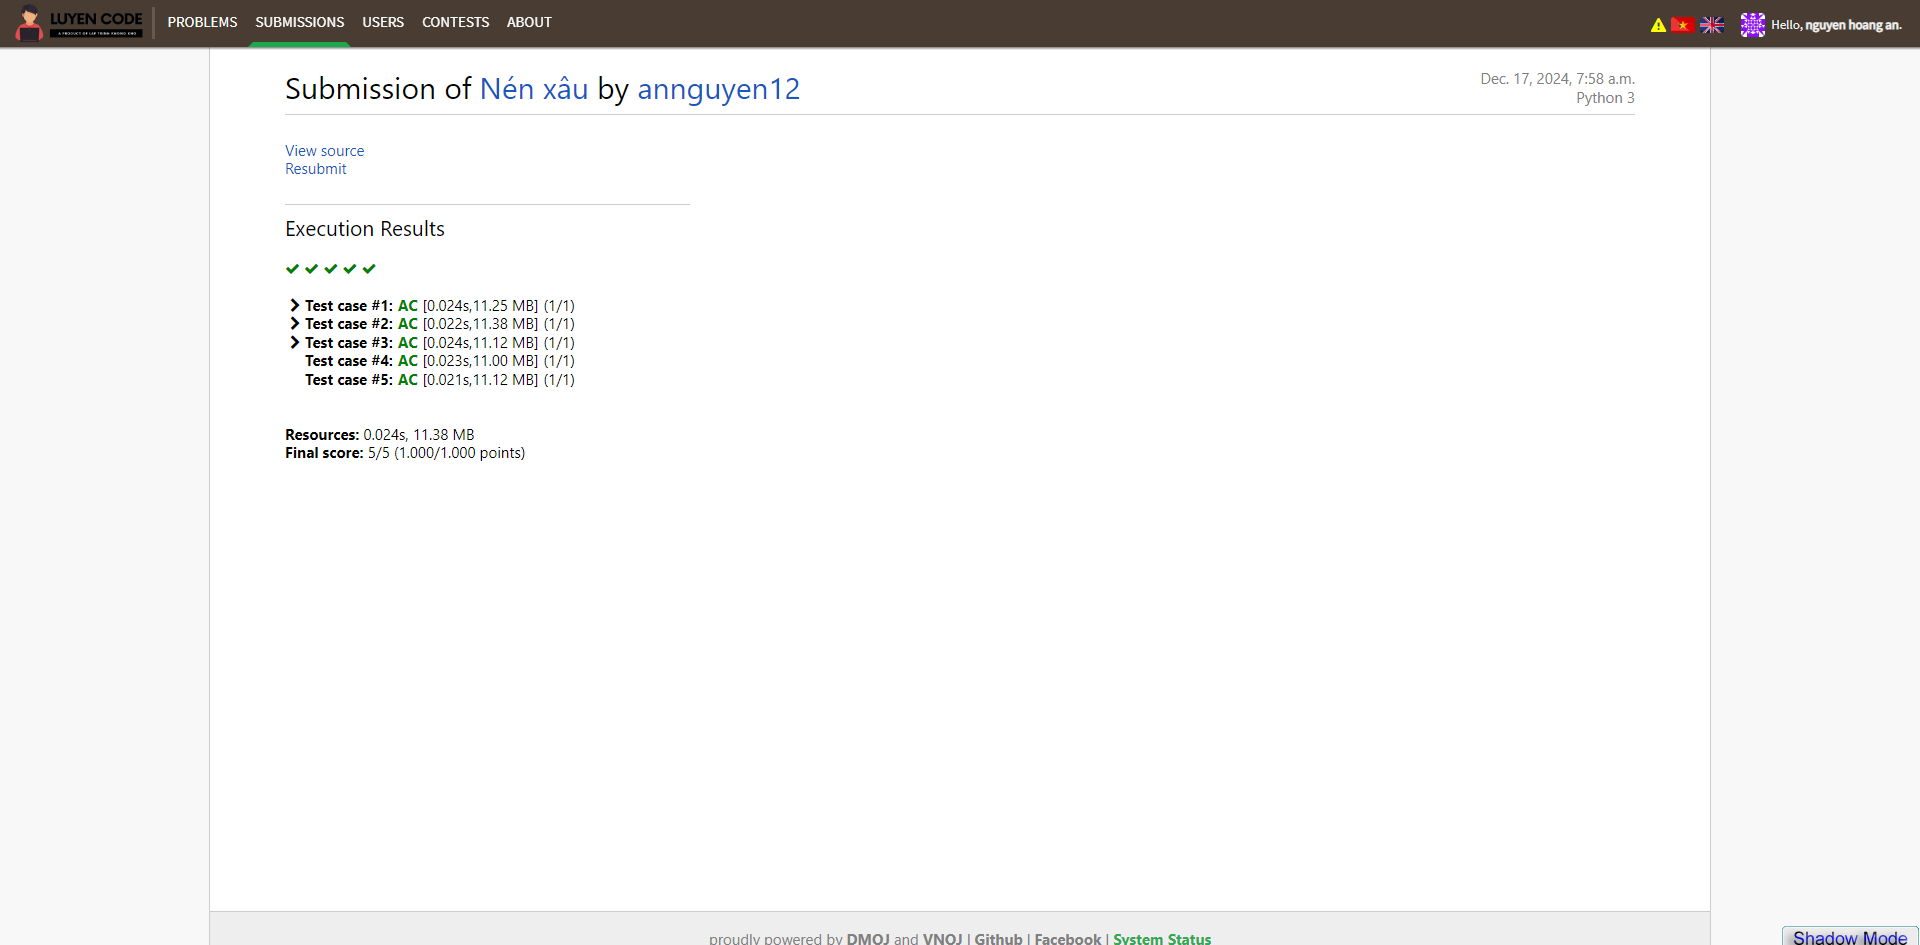 LUYEN CODE
A PRODUCT OF LAP TRINH KHONG KHO
PROBLEMS SUBMISSIONS USERS CONTESTS ABOUT
Hello, nguyen hoang an.
Submission of Nén xâu by annguyen12
Dec. 17, 2024, 7:58 a.m.
Python 3
View source
Resubmit
Execution Results
Test case #1: AC [0.024s,11.25 MB] (1/1)
Test case #2: AC [0.022s,11.38 MB] (1/1)
Test case #3: AC [0.024s,11.12 MB] (1/1)
Test case #4: AC [0.023s,11.00 MB] (1/1)
Test case #5: AC [0.021s,11.12 MB] (1/1)
Resources: 0.024s, 11.38 MB
Final score: 5/5 (1.000/1.000 points)
proudly powered by DMOJ and VNOJ | Github | Facebook | System Status
Shadow Mode